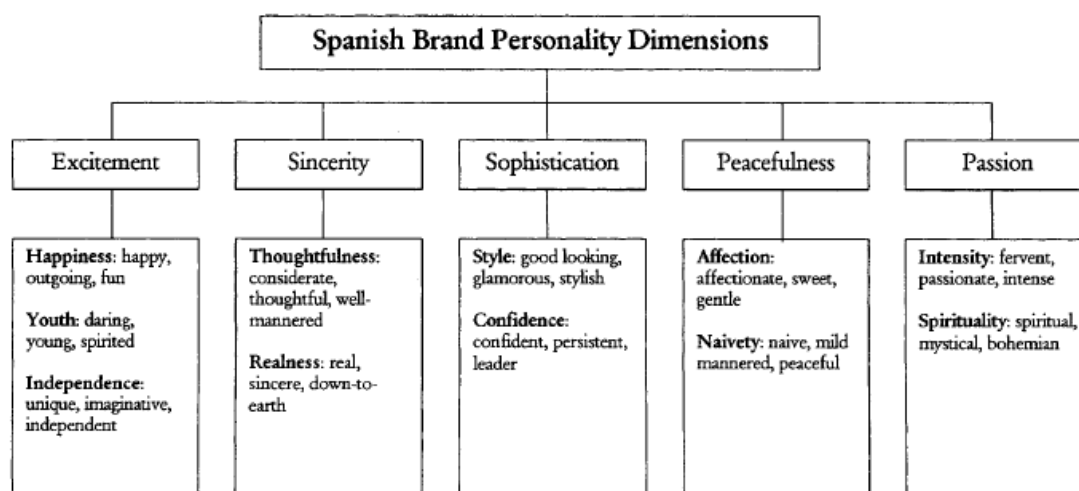 Spanish Brand Personality Dimensions
Excitement
Sincerity
Sophistication
Peacefulness
Passion
Happiness: happy,
outgoing, fun
Youth: daring,
young, spirited
Independence:
unique, imaginative,
independent
Thoughtfulness:
considerate,
thoughtful, well-
mannered
Realness: real,
sincere, down-to-
earth
Style: good looking,
glamorous, stylish
Confidence:
confident, persistent,
leader
Affection:
affectionate, sweet,
gentle
Naivety: naive, mild
mannered, peaceful
Intensity: fervent,
passionate, intense
Spirituality: spiritual,
mystical, bohemian